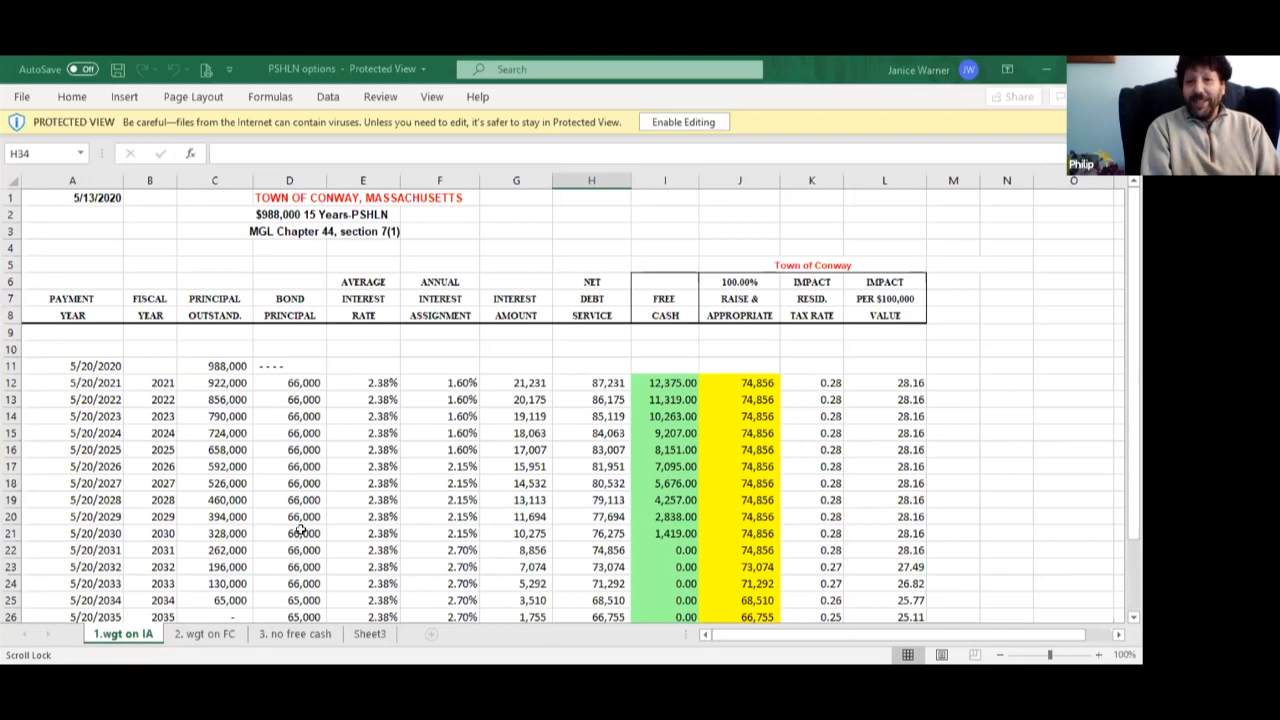 AutoSave Off PSHLN options - Protected View Search Janice Warner JW
File Home Insert Page Layout Formulas Data Review View Help Share
PROTECTED VIEW Be careful—files from the Internet can contain viruses. Unless you need to edit, it's safer to stay in Protected View. Enable Editing
Philip
H34 fx
A B C D E F G H I J K L M N O
1 5/13/2020 TOWN OF CONWAY, MASSACHUSETTS
2 $988,000 15 Years-PSHLN
3 MGL Chapter 44, section 7(1)
4
5 Town of Conway
6 AVERAGE ANNUAL NET 100.00% IMPACT IMPACT
7 PAYMENT FISCAL PRINCIPAL BOND INTEREST INTEREST INTEREST DEBT FREE RAISE & RESID. PER $100,000
8 YEAR YEAR OUTSTAND. PRINCIPAL RATE ASSIGNMENT AMOUNT SERVICE CASH APPROPRIATE TAX RATE VALUE
9
10
11 5/20/2020 988,000 ----
12 5/20/2021 2021 922,000 66,000 2.38% 1.60% 21,231 87,231 12,375.00 74,856 0.28 28.16
13 5/20/2022 2022 856,000 66,000 2.38% 1.60% 20,175 86,175 11,319.00 74,856 0.28 28.16
14 5/20/2023 2023 790,000 66,000 2.38% 1.60% 19,119 85,119 10,263.00 74,856 0.28 28.16
15 5/20/2024 2024 724,000 66,000 2.38% 1.60% 18,063 84,063 9,207.00 74,856 0.28 28.16
16 5/20/2025 2025 658,000 66,000 2.38% 1.60% 17,007 83,007 8,151.00 74,856 0.28 28.16
17 5/20/2026 2026 592,000 66,000 2.38% 2.15% 15,951 81,951 7,095.00 74,856 0.28 28.16
18 5/20/2027 2027 526,000 66,000 2.38% 2.15% 14,532 80,532 5,676.00 74,856 0.28 28.16
19 5/20/2028 2028 460,000 66,000 2.38% 2.15% 13,113 79,113 4,257.00 74,856 0.28 28.16
20 5/20/2029 2029 394,000 66,000 2.38% 2.15% 11,694 77,694 2,838.00 74,856 0.28 28.16
21 5/20/2030 2030 328,000 66,000 2.38% 2.15% 10,275 76,275 1,419.00 74,856 0.28 28.16
22 5/20/2031 2031 262,000 66,000 2.38% 2.70% 8,856 74,856 0.00 74,856 0.28 28.16
23 5/20/2032 2032 196,000 66,000 2.38% 2.70% 7,074 73,074 0.00 73,074 0.27 27.49
24 5/20/2033 2033 130,000 66,000 2.38% 2.70% 5,292 71,292 0.00 71,292 0.27 26.82
25 5/20/2034 2034 65,000 65,000 2.38% 2.70% 3,510 68,510 0.00 68,510 0.26 25.77
26 5/20/2035 2035 - 65,000 2.38% 2.70% 1,755 66,755 0.00 66,755 0.25 25.11
1.wgt on IA 2. wgt on FC 3. no free cash Sheet3
Scroll Lock 100%